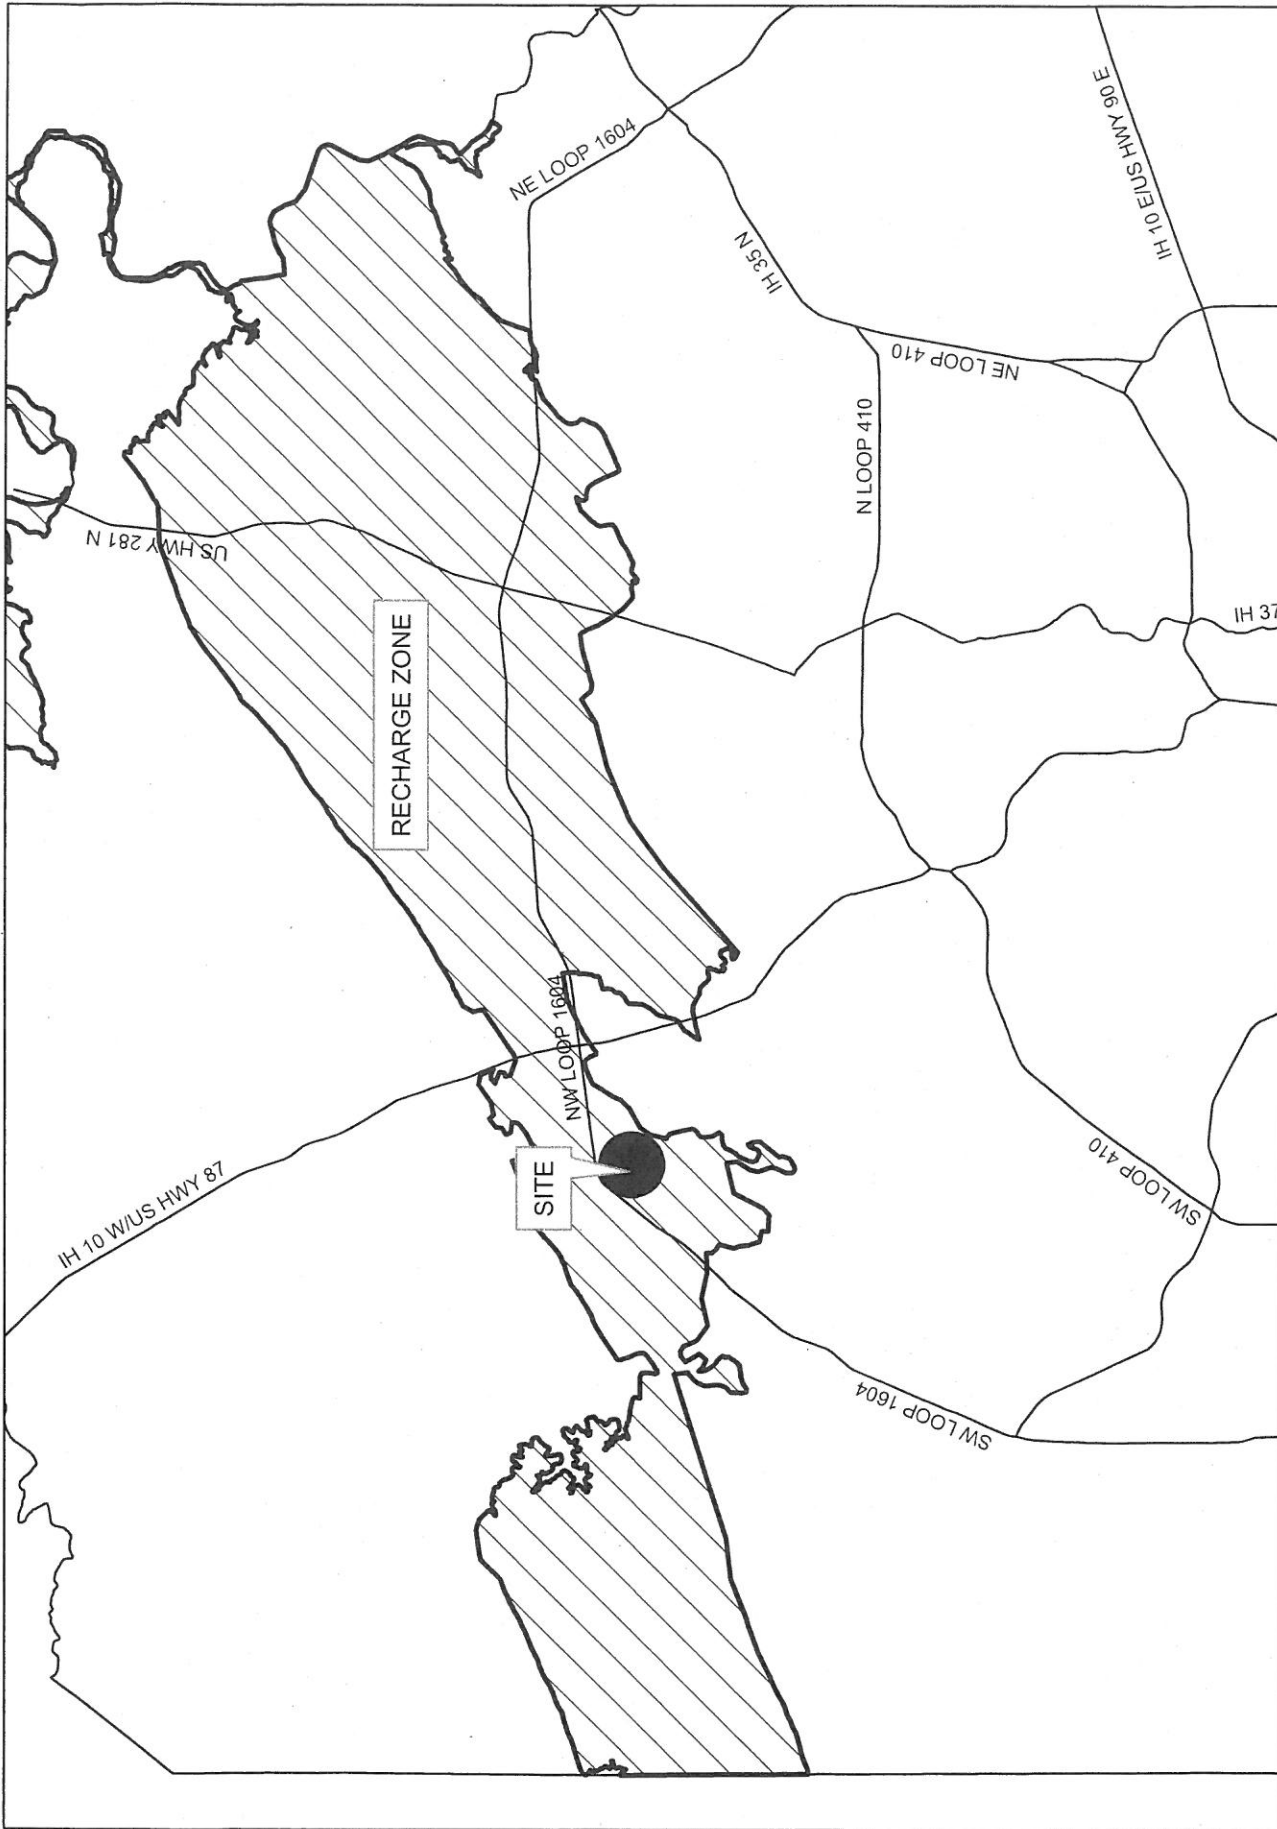 US HWY 281 N
NE LOOP 1604
IH 10 E/US HWY 90 E
IH 35 N
NE LOOP 410
N LOOP 410
IH 37
RECHARGE ZONE
NW LOOP 1604
SITE
IH 10 W/US HWY 87
SW LOOP 410
SW LOOP 1604